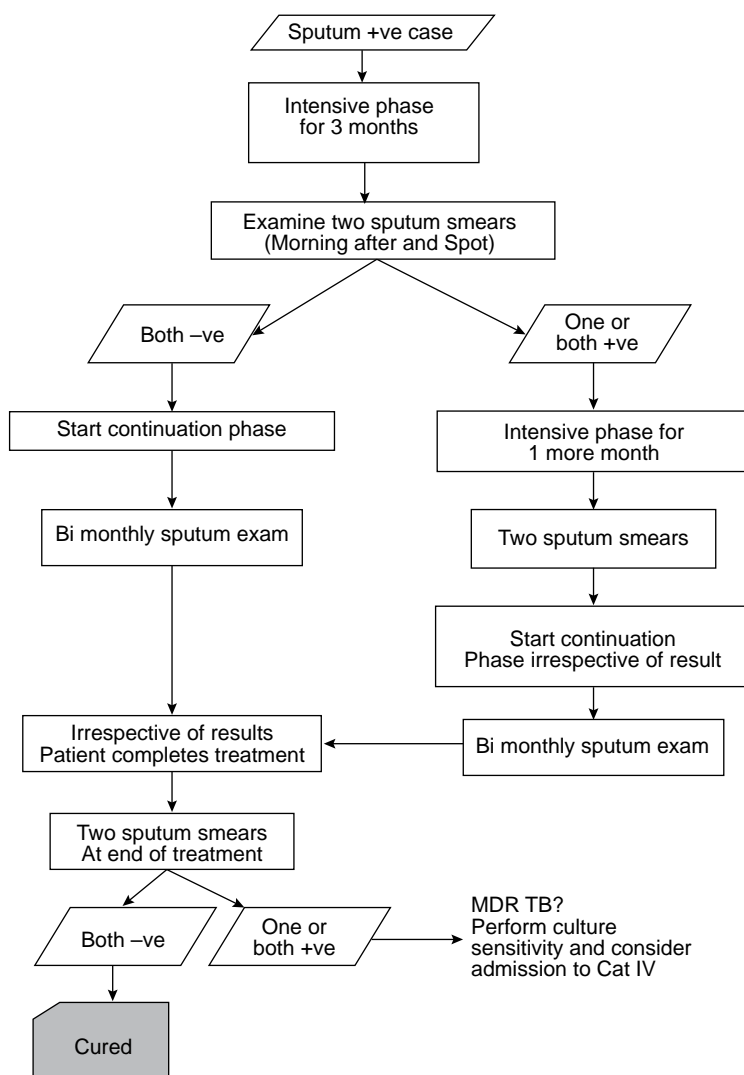 Sputum +ve case
Intensive phase
for 3 months
Examine two sputum smears
(Morning after and Spot)
Both –ve
One or
both +ve
Start continuation phase
Intensive phase for
1 more month
Bi monthly sputum exam
Two sputum smears
Start continuation
Phase irrespective of result
Irrespective of results
Patient completes treatment
Bi monthly sputum exam
Two sputum smears
At end of treatment
Both –ve
One or
both +ve
MDR TB?
Perform culture
sensitivity and consider
admission to Cat IV
Cured